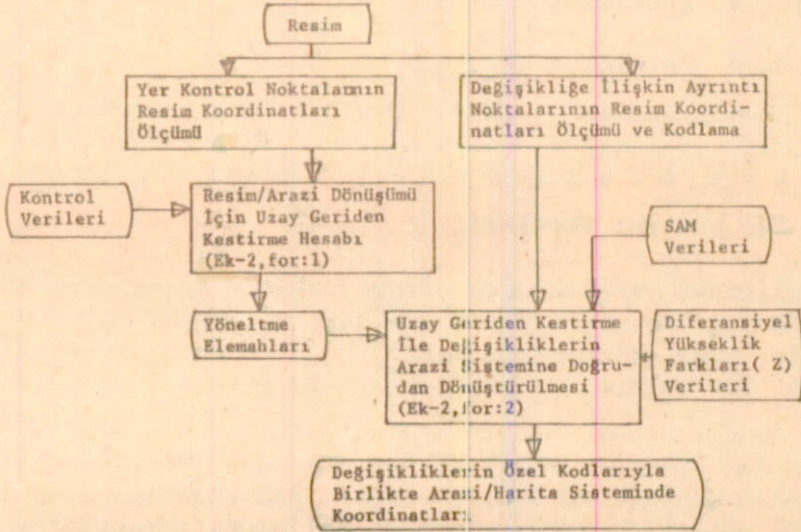 Resim
Yer Kontrol Noktalarının
Resim Koordinatları
Ölçümü
Değişikliğe İlişkin Ayrıntı
Noktalarının Resim Koordi-
natları Ölçümü ve Kodlama
Kontrol
Verileri
Resim/Arazi Dönüşümü
İçin Uzay Geriden
Kestirme Hesabı
(Ek-2,for:1)
SAM
Verileri
Yöneltme
Elemahları
Uzay Geriden Kestirme
İle Değişikliklerin
Arazi Sistemine Doğru-
dan Dönüştürülmesi
(Ek-2,for:2)
Diferansiyel
Yükseklik
Farkları( Z)
Verileri
Değişikliklerin Özel Kodlarıyla
Birlikte Arazi/Harita Sisteminde
Koordinatları